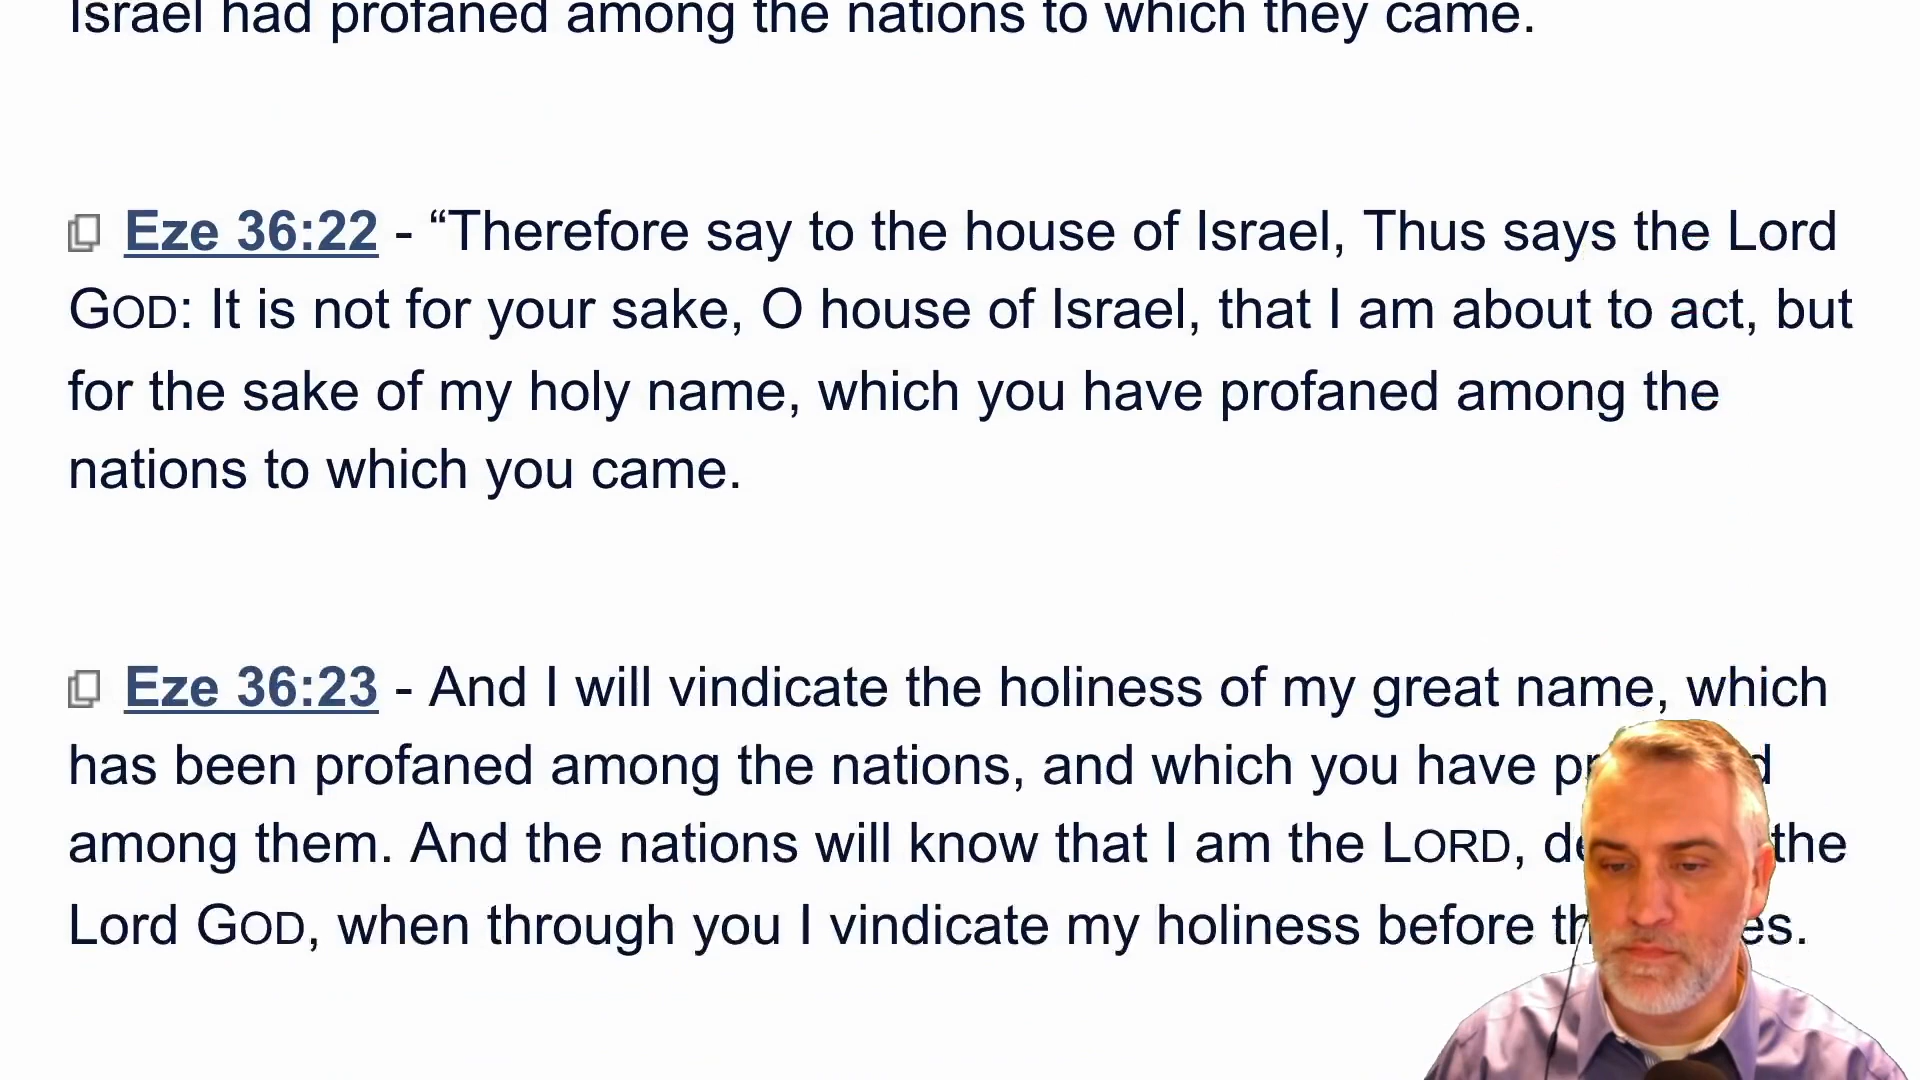 Israel had profaned among the nations to which they came.
Eze 36:22 - “Therefore say to the house of Israel, Thus says the Lord
GOD: It is not for your sake, O house of Israel, that I am about to act, but
for the sake of my holy name, which you have profaned among the
nations to which you came.
Eze 36:23 - And I will vindicate the holiness of my great name, which
has been profaned among the nations, and which you have
among them. And the nations will know that I am the LORD, the
Lord GOD, when through you I vindicate my holiness before